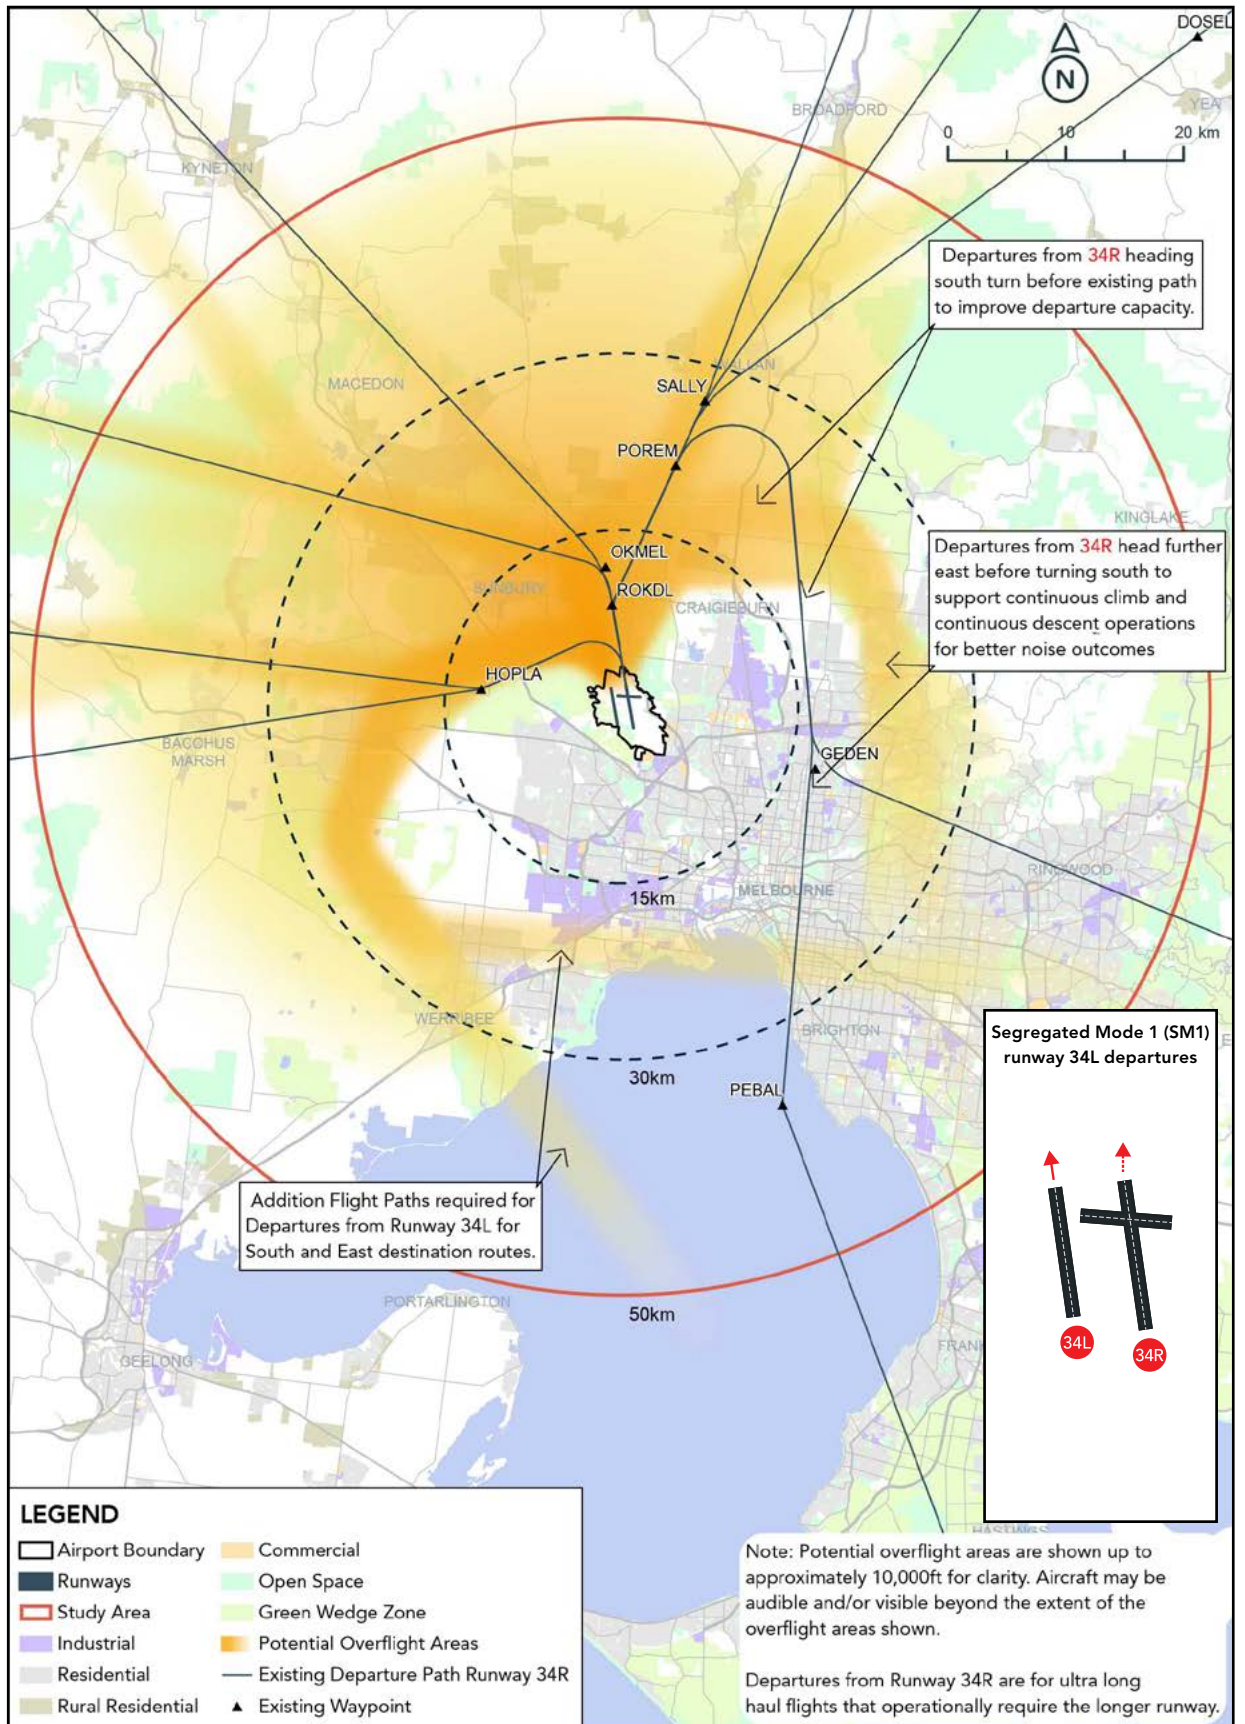 DOSEL
N
BROADFORD
YEA
0 10 20 km
KYNETON
Departures from 34R heading
south turn before existing path
to improve departure capacity.
WALLAN
MACEDON
SALLY
POREM
KINGLAKE
Departures from 34R head further
east before turning south to
support continuous climb and
continuous descent operations
for better noise outcomes
OKMEL
SUNBURY
ROKDL
CRAIGIEBURN
HOPLA
BACCHUS
MARSH
GEDEN
RINGWOOD
MELBOURNE
15km
WERRIBEE
BRIGHTON
30km
PEBAL
Segregated Mode 1 (SM1)
runway 34L departures
34L
34R
Addition Flight Paths required for
Departures from Runway 34L for
South and East destination routes.
PORTARLINGTON
50km
GEELONG
FRANK
HASTINGS
LEGEND
Airport Boundary
Runways
Study Area
Industrial
Residential
Rural Residential
Commercial
Open Space
Green Wedge Zone
Potential Overflight Areas
Existing Departure Path Runway 34R
Existing Waypoint
Note: Potential overflight areas are shown up to
approximately 10,000ft for clarity. Aircraft may be
audible and/or visible beyond the extent of the
overflight areas shown.
Departures from Runway 34R are for ultra long
haul flights that operationally require the longer runway.